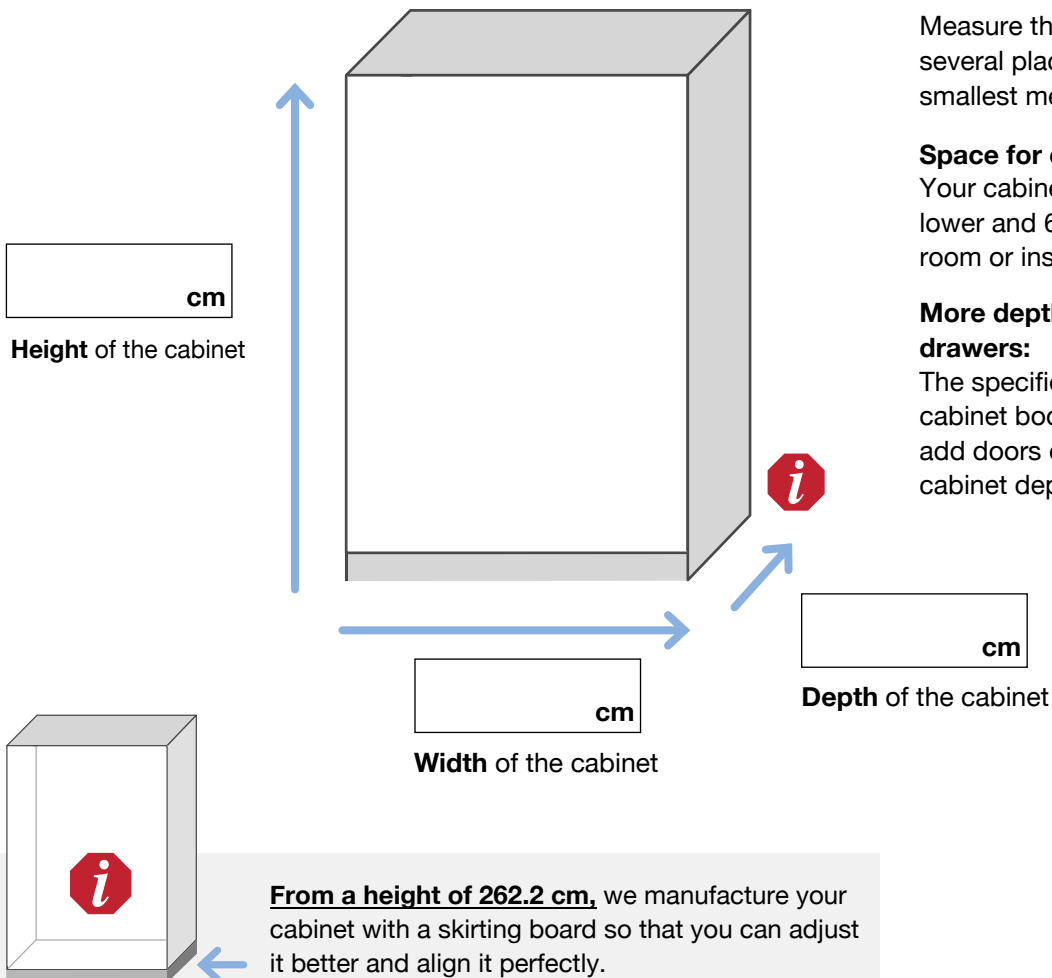 Measure th
several plac
smallest me
Space for
Your cabine
lower and 6
room or ins
More dept
drawers:
The specific
cabinet boo
add doors
cabinet dep
cm
Height of the cabinet
i
cm
Depth of the cabinet
cm
Width of the cabinet
i
From a height of 262.2 cm, we manufacture your
cabinet with a skirting board so that you can adjust
it better and align it perfectly.